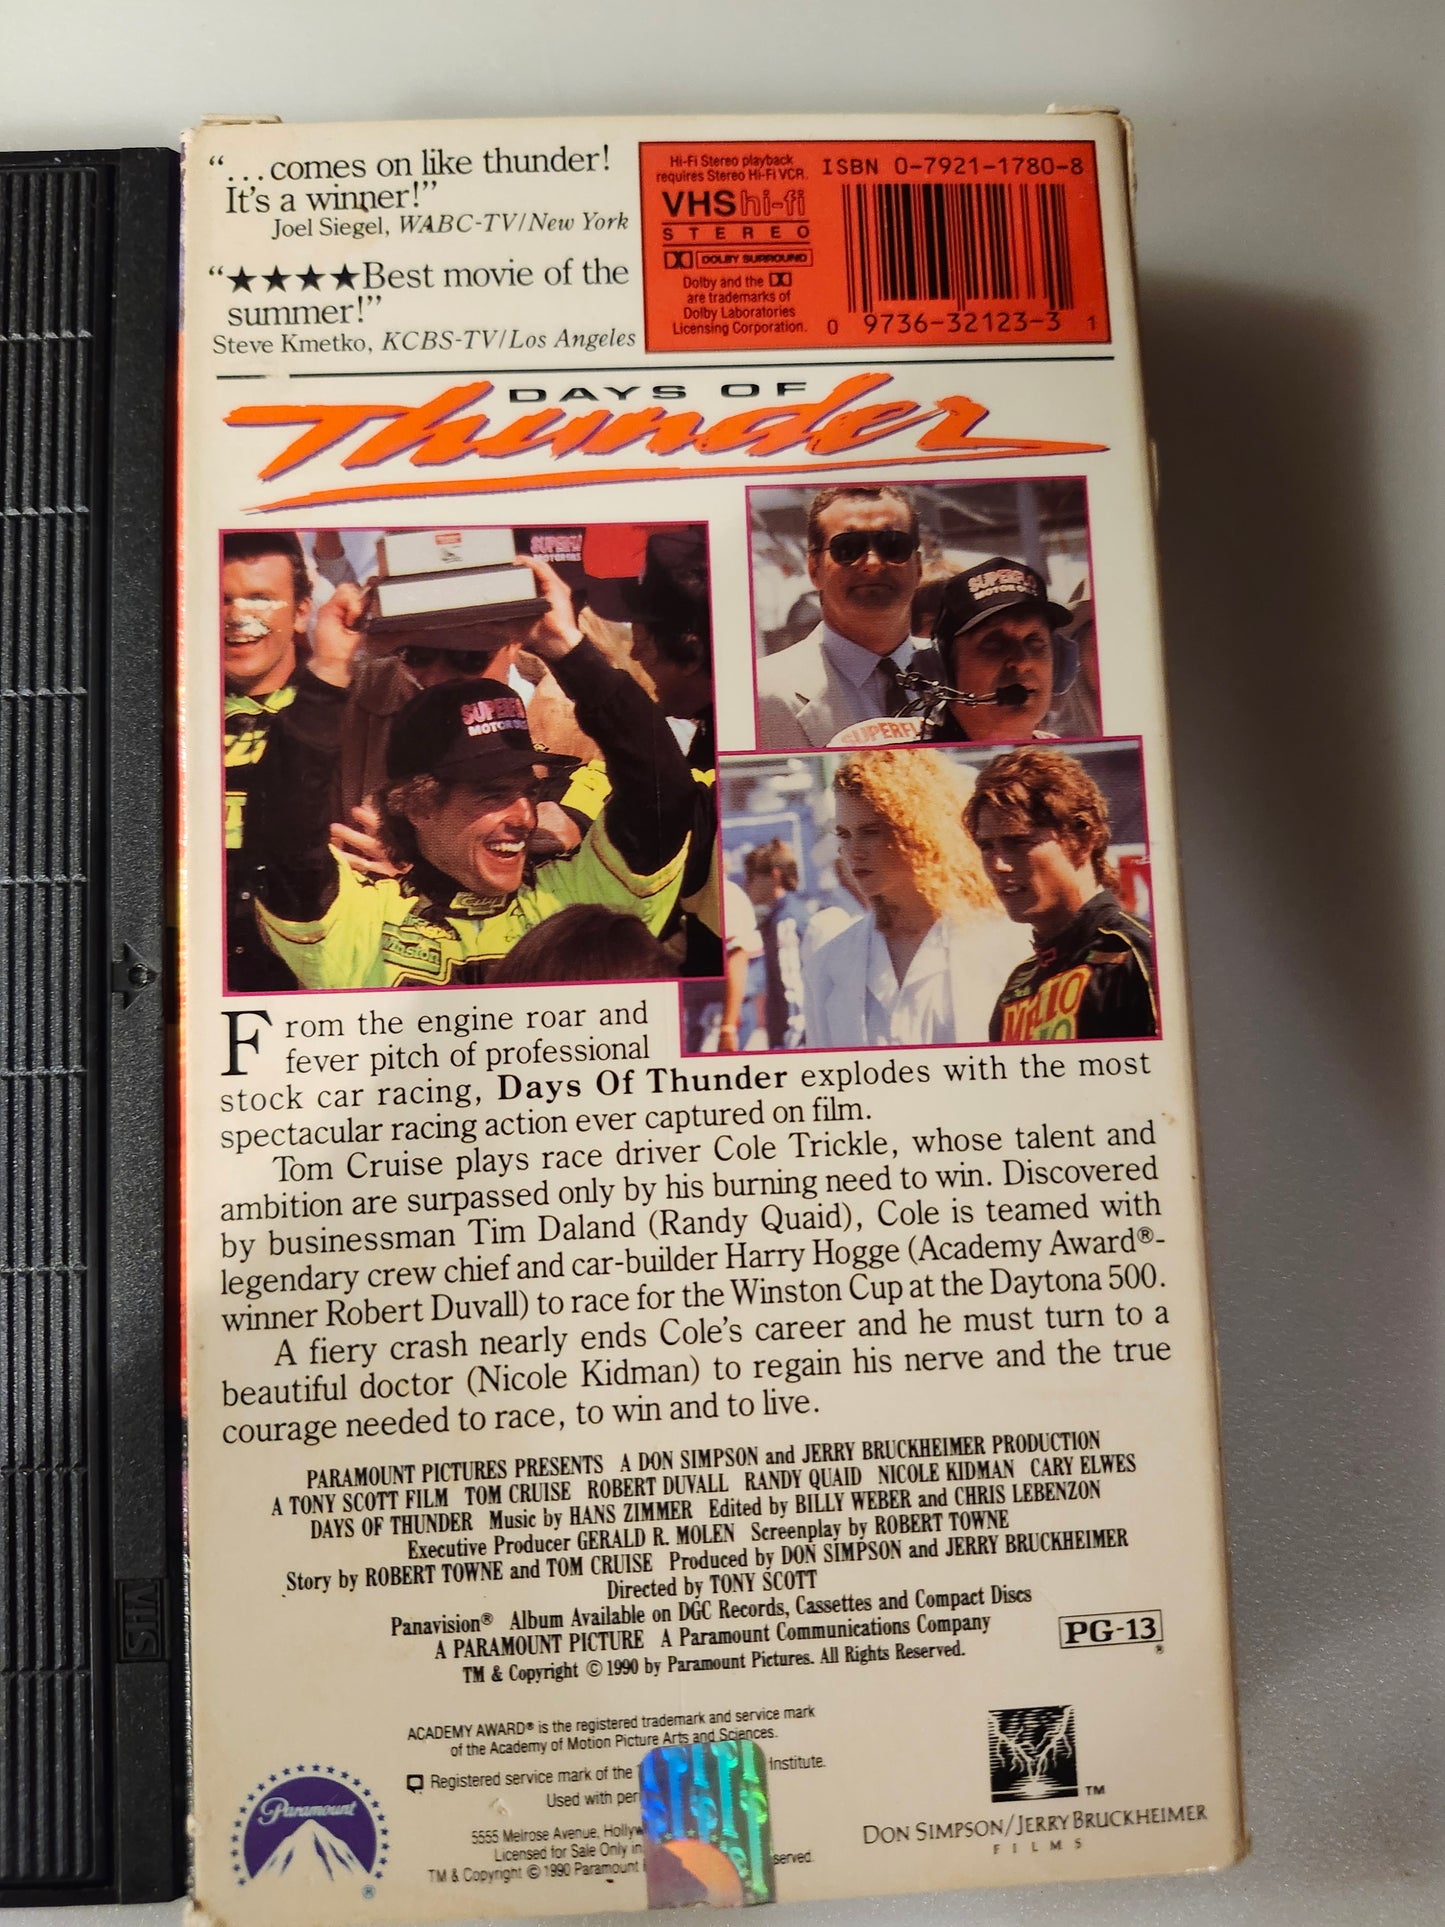 “...comes on like thunder!
It's a winner!”
Joel Siegel, WABC-TV/New York
“★★★★Best movie of the
summer!”
Steve Kmetko, KCBS-TV/Los Angeles
Hi-Fi Stereo playback
requires Stereo Hi-Fi VCR.
VHS hi-fi
STEREO
DOLBY SURROUND
Dolby and the
are trademarks of
Dolby Laboratories
Licensing Corporation.
ISBN 0-7921-1780-8
0 9736-32123-3 1
DAYS OF
Thunder
SUPERFL
MOTOR OILS
SUPERFL
MOTOR
Winston
SUPERFL
MOTOR OILS
SUPERFL
MELLO
From the engine roar and
fever pitch of professional
stock car racing, Days Of Thunder explodes with the most
spectacular racing action ever captured on film.
Tom Cruise plays race driver Cole Trickle, whose talent and
ambition are surpassed only by his burning need to win. Discovered
by businessman Tim Daland (Randy Quaid), Cole is teamed with
legendary crew chief and car-builder Harry Hogge (Academy Award®-
winner Robert Duvall) to race for the Winston Cup at the Daytona 500.
A fiery crash nearly ends Cole's career and he must turn to a
beautiful doctor (Nicole Kidman) to regain his nerve and the true
courage needed to race, to win and to live.
PARAMOUNT PICTURES PRESENTS A DON SIMPSON and JERRY BRUCKHEIMER PRODUCTION
A TONY SCOTT FILM TOM CRUISE ROBERT DUVALL RANDY QUAID NICOLE KIDMAN CARY ELWES
DAYS OF THUNDER Music by HANS ZIMMER Edited by BILLY WEBER and CHRIS LEBENZON
Executive Producer GERALD R. MOLEN Screenplay by ROBERT TOWNE
Story by ROBERT TOWNE and TOM CRUISE Produced by DON SIMPSON and JERRY BRUCKHEIMER
Directed by TONY SCOTT
Panavision® Album Available on DGC Records, Cassettes and Compact Discs
A PARAMOUNT PICTURE A Paramount Communications Company
TM & Copyright © 1990 by Paramount Pictures. All Rights Reserved.
PG-13
®
ACADEMY AWARD® is the registered trademark and service mark
of the Academy of Motion Picture Arts and Sciences.
Registered service mark of the Institute.
Used with per
5555 Melrose Avenue, Hollyw
Licensed for Sale Only in
TM & Copyright © 1990 Paramount served.
Paramount
®
TM
DON SIMPSON/JERRY BRUCKHEIMER
FILMS
VHS